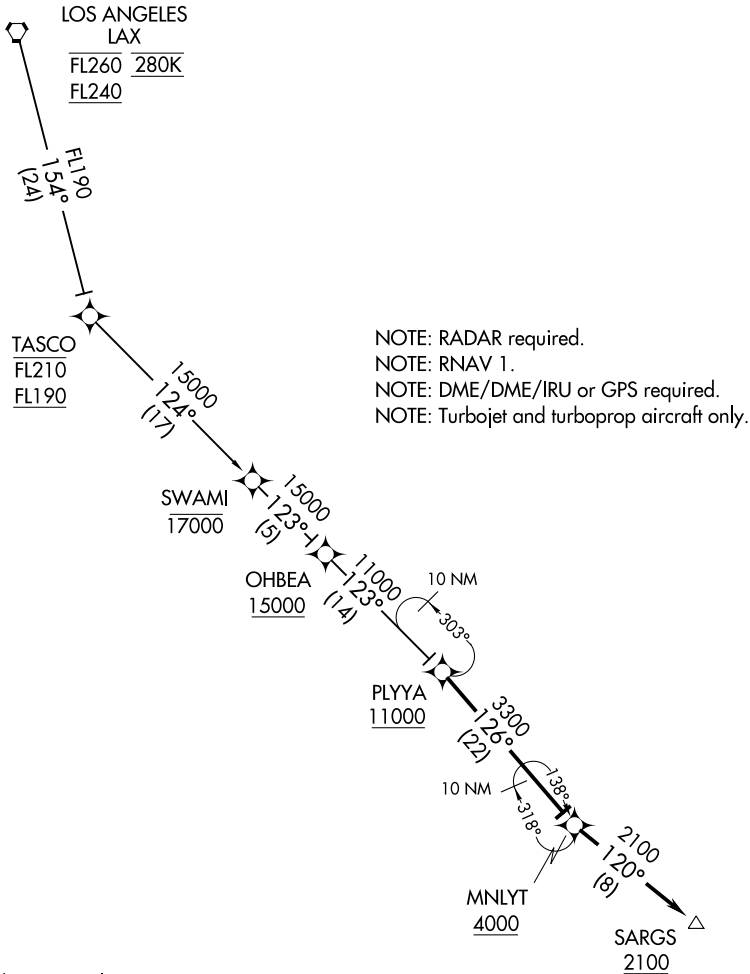 LOS ANGELES
LAX
FL260 280K
FL240
FL190
154°
(24)
TASCO
FL210
FL190
NOTE: RADAR required.
NOTE: RNAV 1.
NOTE: DME/DME/IRU or GPS required.
NOTE: Turbojet and turboprop aircraft only.
15000
124°
(17)
SWAMI
17000
15000
123°
(5)
OHBEA
15000
11000
123°
(14)
10 NM
303°
PLYYA
11000
3300
126°
(22)
10 NM
138°
318°
MNLYT
4000
2100
120°
(8)
SARGS
2100